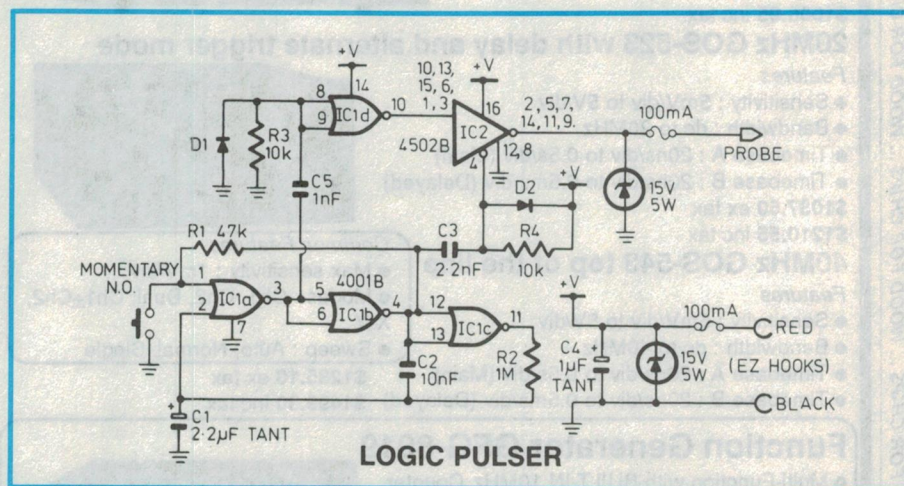 20MHz GOS-523 with delay and alternate trigger mode
Features
+V
14
8
9
IC1d
10
10,13,
15,6,
1,3
+V
16
IC2
4502B
4
12,8
2,5,7,
14,11,9.
100mA
PROBE
15V
5W
D1
R3
10k
C5
1nF
D2
+V
R1 47k
C3
2·2nF
R4
10k
MOMENTARY
N.O.
1
2
IC1a
3
7
5
6
4001B
IC1b
4
12
13
IC1c
11
C2
10nF
R2
1M
+V
C4
1µF
TANT
15V
5W
100mA
RED
(EZ HOOKS)
BLACK
+
C1
2·2µF TANT
LOGIC PULSER
Function Generator